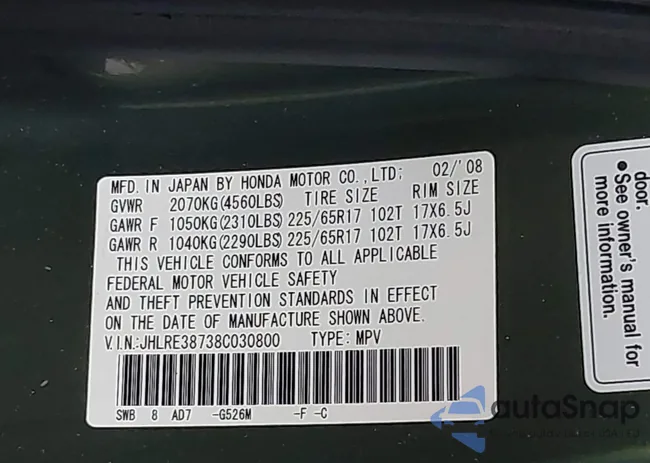 MFD. IN JAPAN BY HONDA MOTOR CO.,LTD; 02/'08
GVWR 2070KG(4560LBS) TIRE SIZE RIM SIZE
GAWR F 1050KG(2310LBS) 225/65R17 102T 17X6.5J
GAWR R 1040KG(2290LBS) 225/65R17 102T 17X6.5J
THIS VEHICLE CONFORMS TO ALL APPLICABLE
FEDERAL MOTOR VEHICLE SAFETY
AND THEFT PREVENTION STANDARDS IN EFFECT
ON THE DATE OF MANUFACTURE SHOWN ABOVE.
V.I.N.:JHLRE38738C030800 TYPE: MPV
SWB 8 AD7 -G526M -F -C
door.
● See owner's manual for
more information.
autoSnap